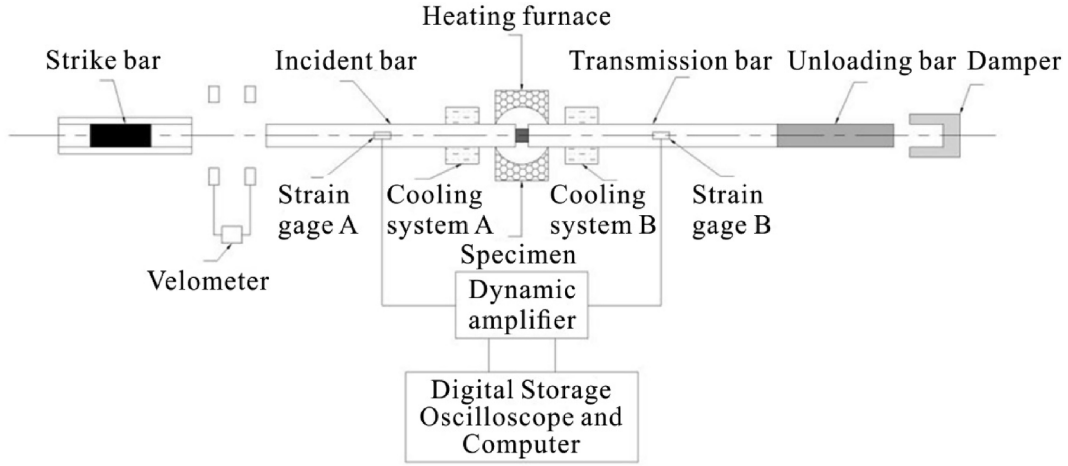 Heating furnace
Strike bar
Incident bar
Transmission bar
Unloading bar
Damper
Strain
gage A
Cooling
system A
Cooling
system B
Strain
gage B
Velometer
Specimen
Dynamic
amplifier
Digital Storage
Oscilloscope and
Computer